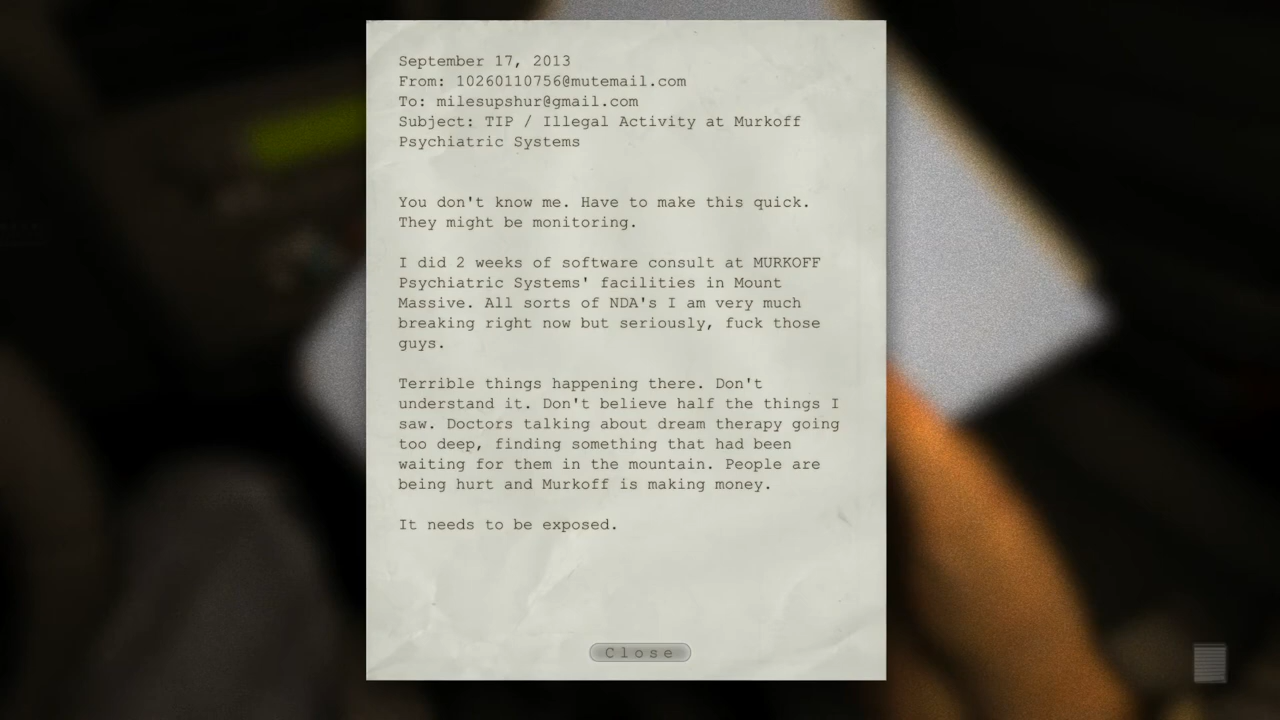 September 17, 2013
From: 10260110756@mutemail.com
To: milesupshur@gmail.com
Subject: TIP / Illegal Activity at Murkoff
Psychiatric Systems
You don't know me. Have to make this quick.
They might be monitoring.
I did 2 weeks of software consult at MURKOFF
Psychiatric Systems' facilities in Mount
Massive. All sorts of NDA's I am very much
breaking right now but seriously, fuck those
guys.
Terrible things happening there. Don't
understand it. Don't believe half the things I
saw. Doctors talking about dream therapy going
too deep, finding something that had been
waiting for them in the mountain. People are
being hurt and Murkoff is making money.
It needs to be exposed.
Close